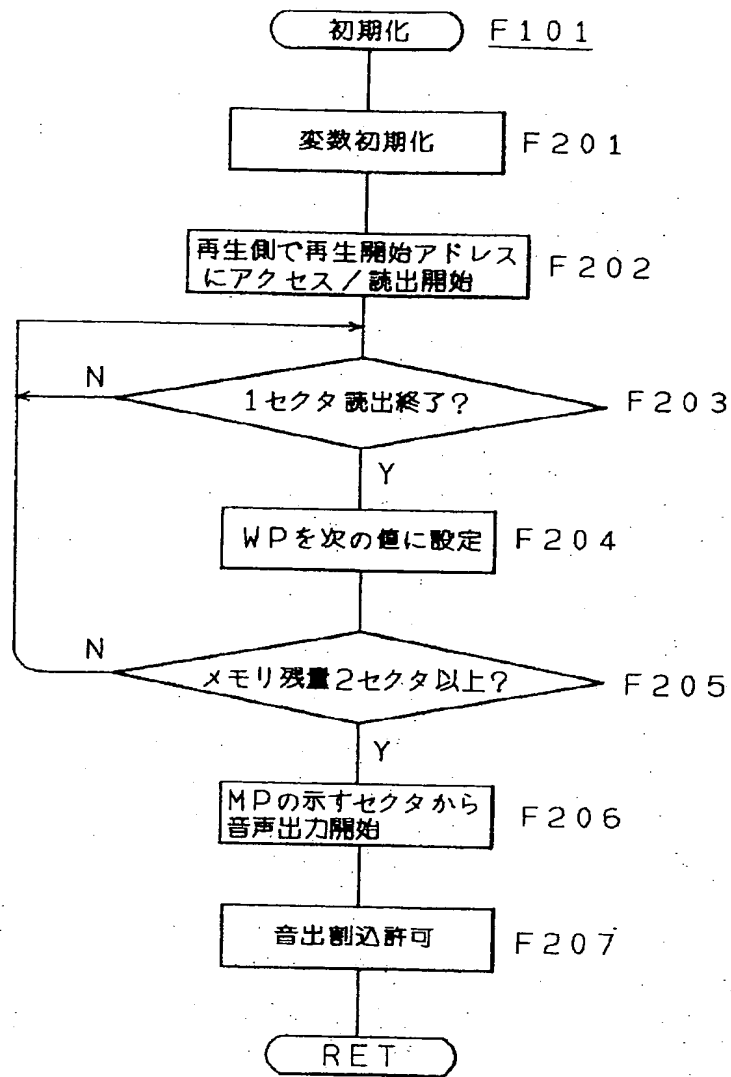 初期化 F101
変数初期化 F201
再生側で再生開始アドレス
にアクセス／読出開始 F202
N
1セクタ読出終了? F203
Y
WPを次の値に設定 F204
N
メモリ残量2セクタ以上? F205
Y
MPの示すセクタから
音声出力開始 F206
音出割込許可 F207
RET